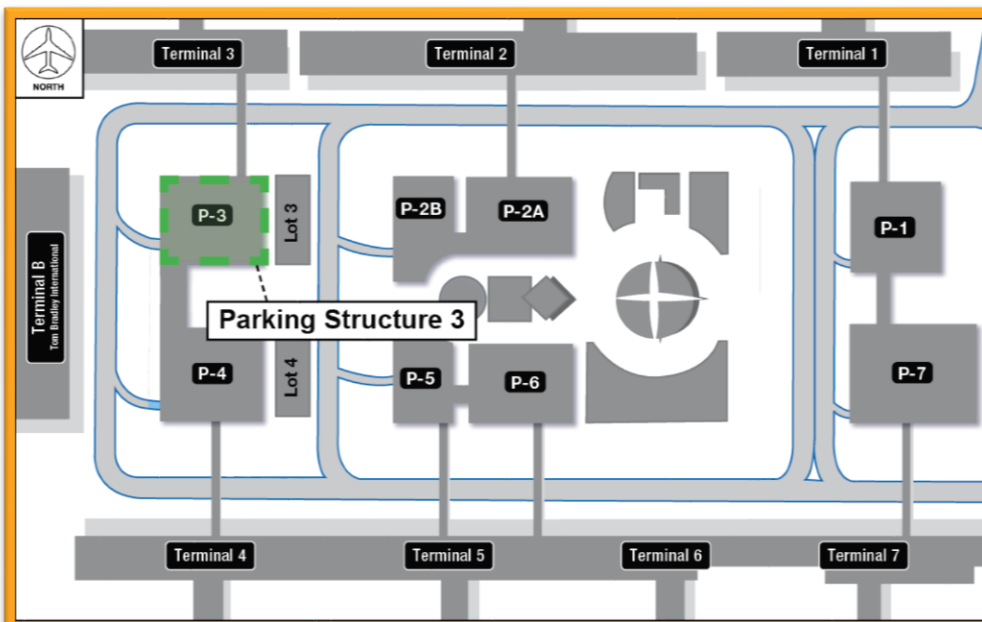 NORTH
Terminal 3
Terminal 2
Terminal 1
P-3
Lot 3
P-2B
P-2A
P-1
Terminal B
Tom Bradley International
Parking Structure 3
P-4
Lot 4
P-5
P-6
P-7
Terminal 4
Terminal 5
Terminal 6
Terminal 7